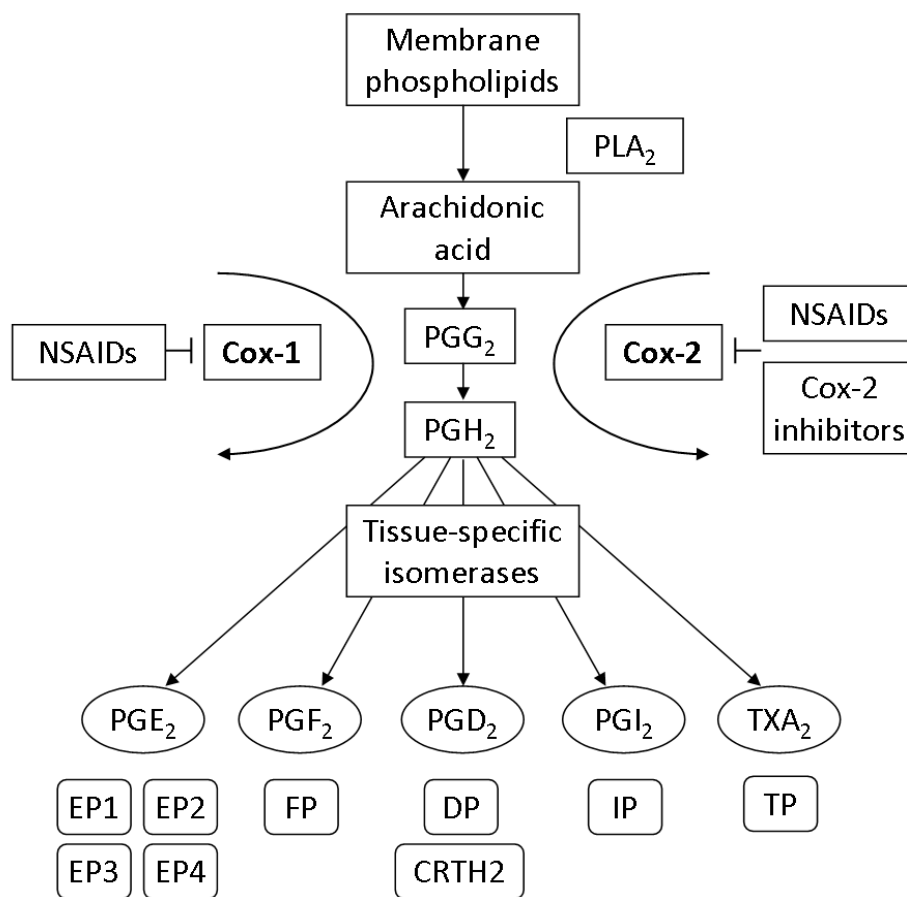 Membrane
phospholipids
PLA₂
Arachidonic
acid
NSAIDs
Cox-1
PGG₂
Cox-2
NSAIDs
Cox-2
inhibitors
PGH₂
Tissue-specific
isomerases
PGE₂
PGF₂
PGD₂
PGI₂
TXA₂
EP1
EP2
FP
DP
IP
TP
EP3
EP4
CRTH2